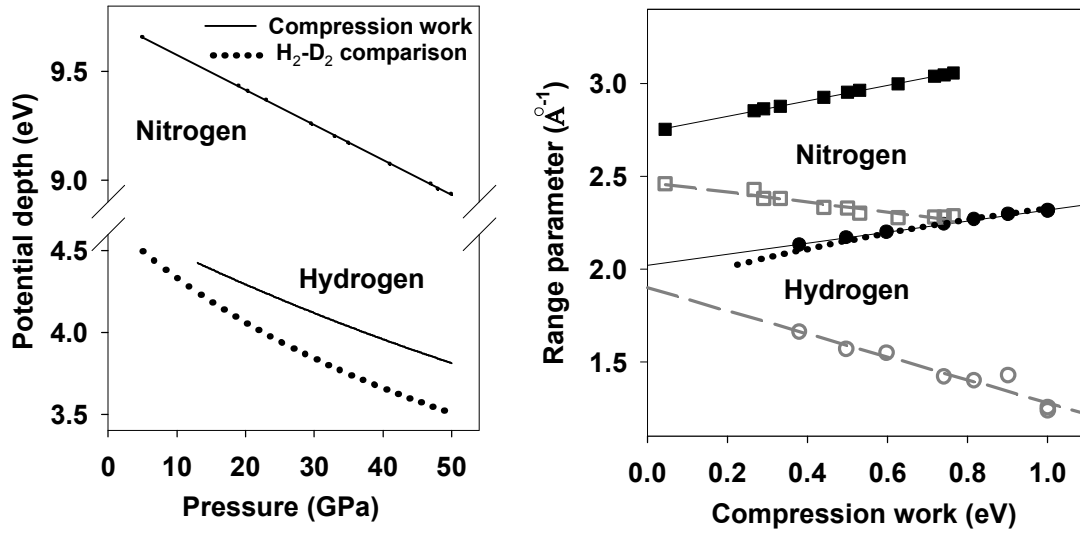 Compression work
H₂-D₂ comparison
9.5
Nitrogen
9.0
4.5
Hydrogen
4.0
3.5
0 10 20 30 40 50
Pressure (GPa)
Potential depth (eV)
3.0
Nitrogen
2.5
2.0
Hydrogen
1.5
0.0 0.2 0.4 0.6 0.8 1.0
Compression work (eV)
Range parameter (Å⁻¹)